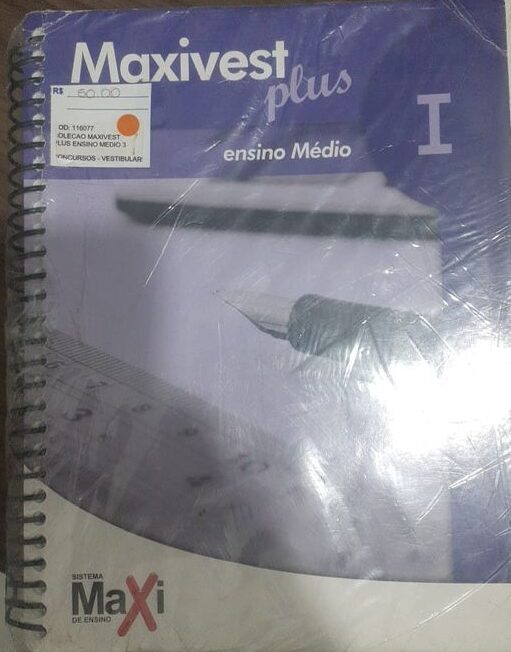 Maxivest
plus
R$ 50,00
OD: 116077
OLECAO MAXIVEST
LUS ENSINO MEDIO 3
ONCURSOS - VESTIBULAR
ensino Médio
I
SISTEMA
MaXi
DE ENSINO